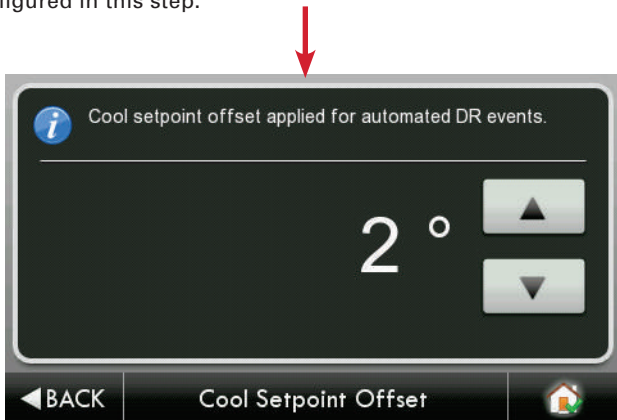 figured in this step.
Cool setpoint offset applied for automated DR events.
2 °
BACK
Cool Setpoint Offset